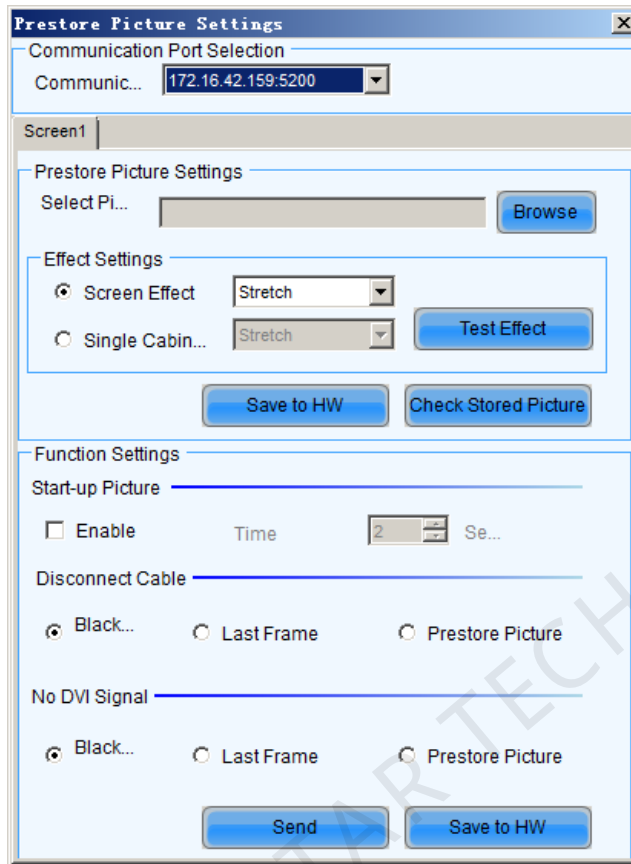 Prestore Picture Settings
Communication Port Selection
Communic... 172.16.42.159:5200
Screen1
Prestore Picture Settings
Select Pi... Browse
Effect Settings
Screen Effect Stretch
Single Cabin... Stretch Test Effect
Save to HW Check Stored Picture
Function Settings
Start-up Picture
Enable Time 2 Se...
Disconnect Cable
Black... Last Frame Prestore Picture
No DVI Signal
Black... Last Frame Prestore Picture
Send Save to HW
TAR TECH